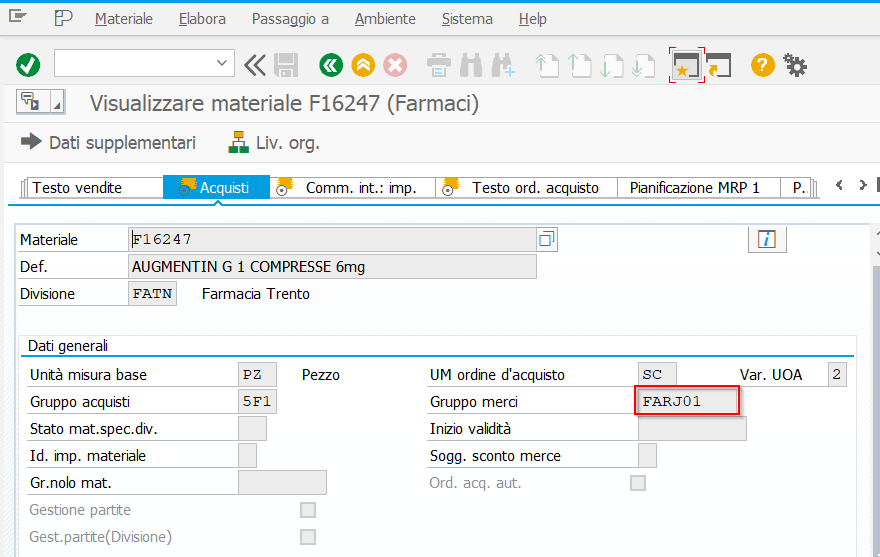 Materiale Elabora Passaggio a Ambiente Sistema Help
Visualizzare materiale F16247 (Farmaci)
Dati supplementari Liv. org.
Testo vendite Acquisti Comm. int.: imp. Testo ord. acquisto Pianificazione MRP 1 P.
Materiale F16247
Def. AUGMENTIN G 1 COMPRESSE 6mg
Divisione FATN Farmacia Trento
Dati generali
Unità misura base PZ Pezzo UM ordine d'acquisto SC Var. UOA 2
Gruppo acquisti 5F1 Gruppo merci FARJ01
Stato mat.spec.div. Inizio validità
Id. imp. materiale Sogg. sconto merce
Gr.nolo mat. Ord. acq. aut.
Gestione partite
Gest.partite(Divisione)